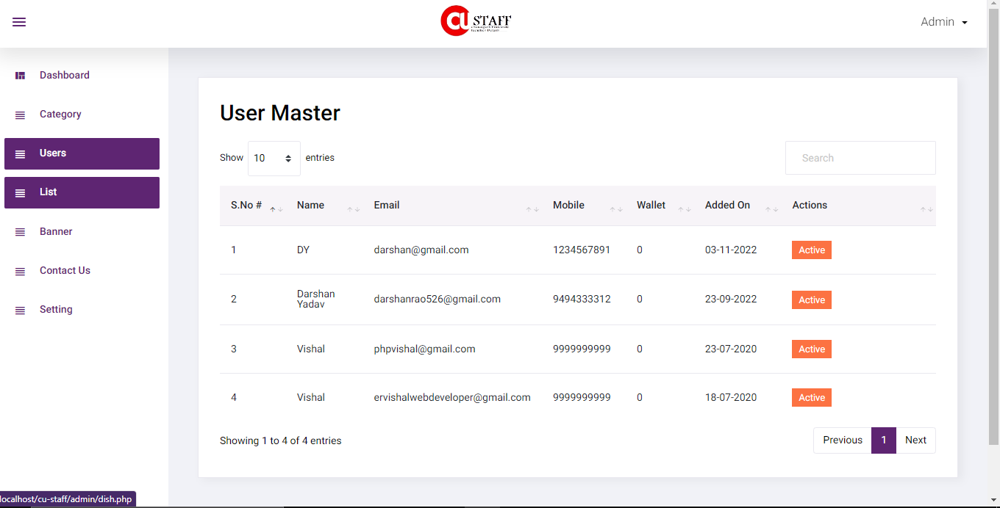 CU STAFF
Admin
Dashboard
Category
Users
List
Banner
Contact Us
Setting
User Master
Show 10 entries
Search
S.No # Name Email Mobile Wallet Added On Actions
1 DY darshan@gmail.com 1234567891 0 03-11-2022 Active
2 Darshan Yadav darshanrao526@gmail.com 9494333312 0 23-09-2022 Active
3 Vishal phpvishal@gmail.com 9999999999 0 23-07-2020 Active
4 Vishal ervishalwebdeveloper@gmail.com 9999999999 0 18-07-2020 Active
Showing 1 to 4 of 4 entries
Previous 1 Next
localhost/cu-staff/admin/dish.php